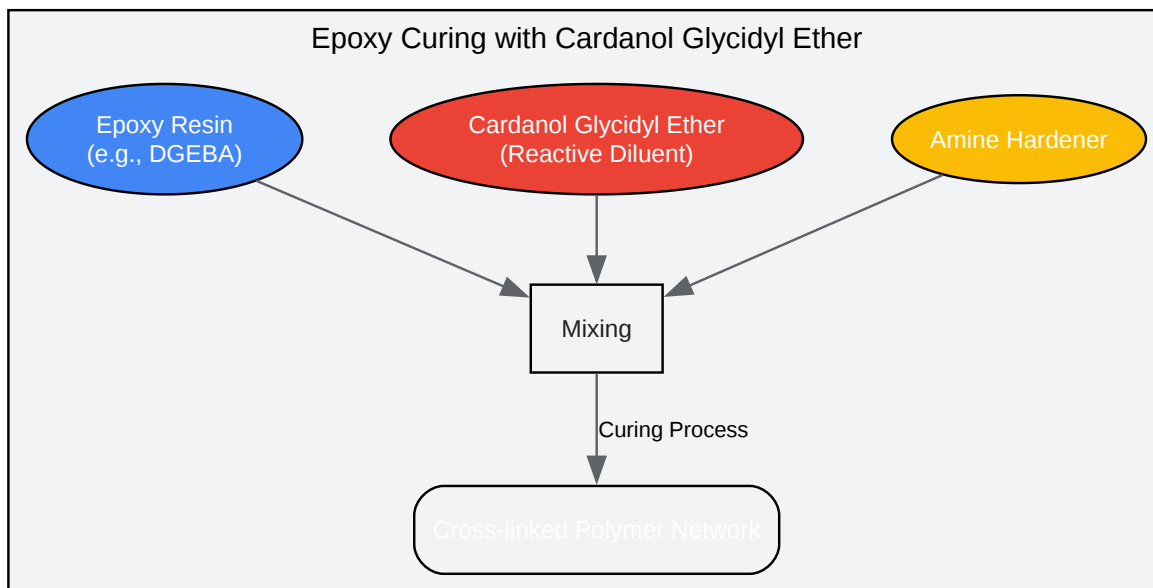 Epoxy Curing with Cardanol Glycidyl Ether
Epoxy Resin
(e.g., DGEBA)
Cardanol Glycidyl Ether
(Reactive Diluent)
Amine Hardener
Mixing
Curing Process
Cross-linked Polymer Network